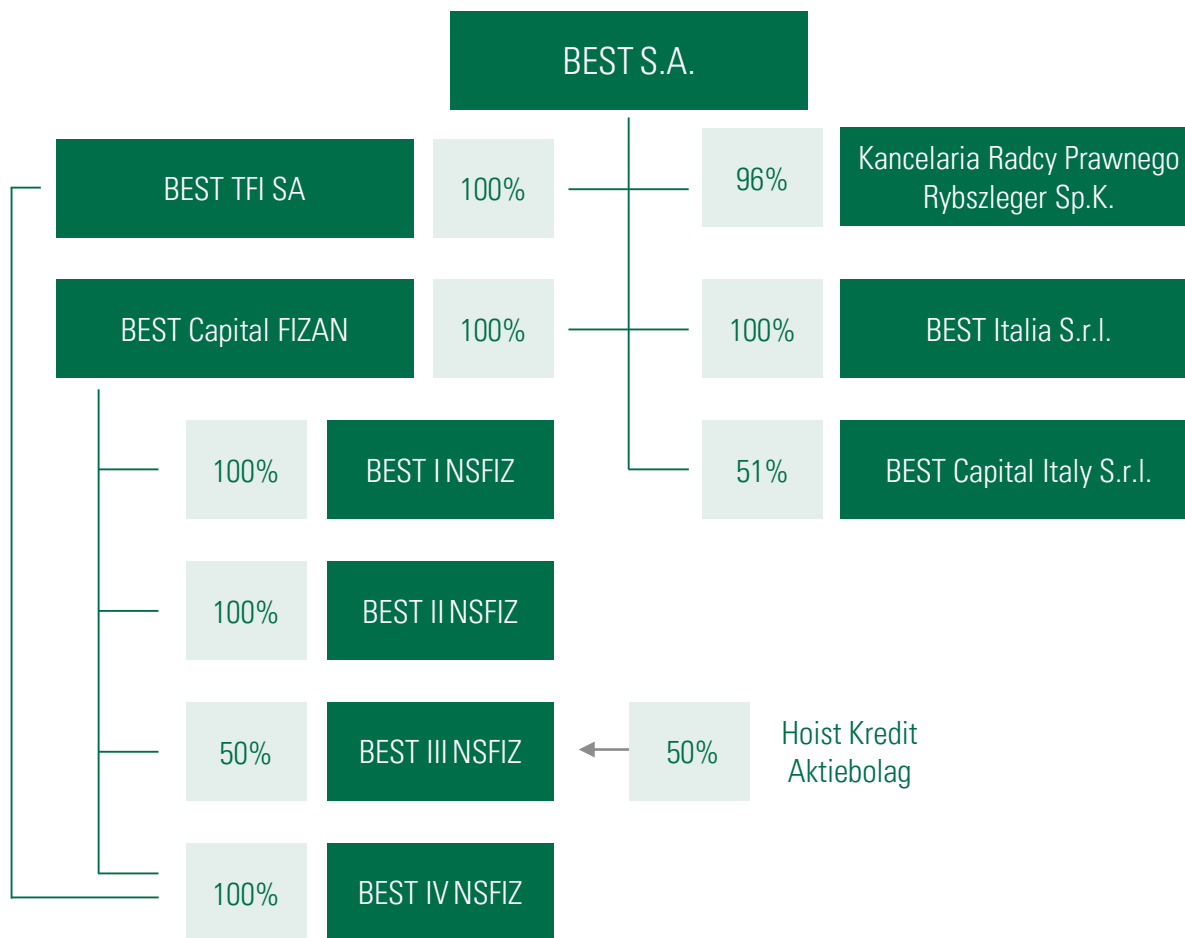 BEST S.A.
BEST TFI SA
100%
96%
Kancelaria Radcy Prawnego
Rybszleger Sp.K.
BEST Capital FIZAN
100%
100%
BEST Italia S.r.l.
100%
BEST I NSFIZ
51%
BEST Capital Italy S.r.l.
100%
BEST II NSFIZ
50%
BEST III NSFIZ
50%
Hoist Kredit
Aktiebolag
100%
BEST IV NSFIZ